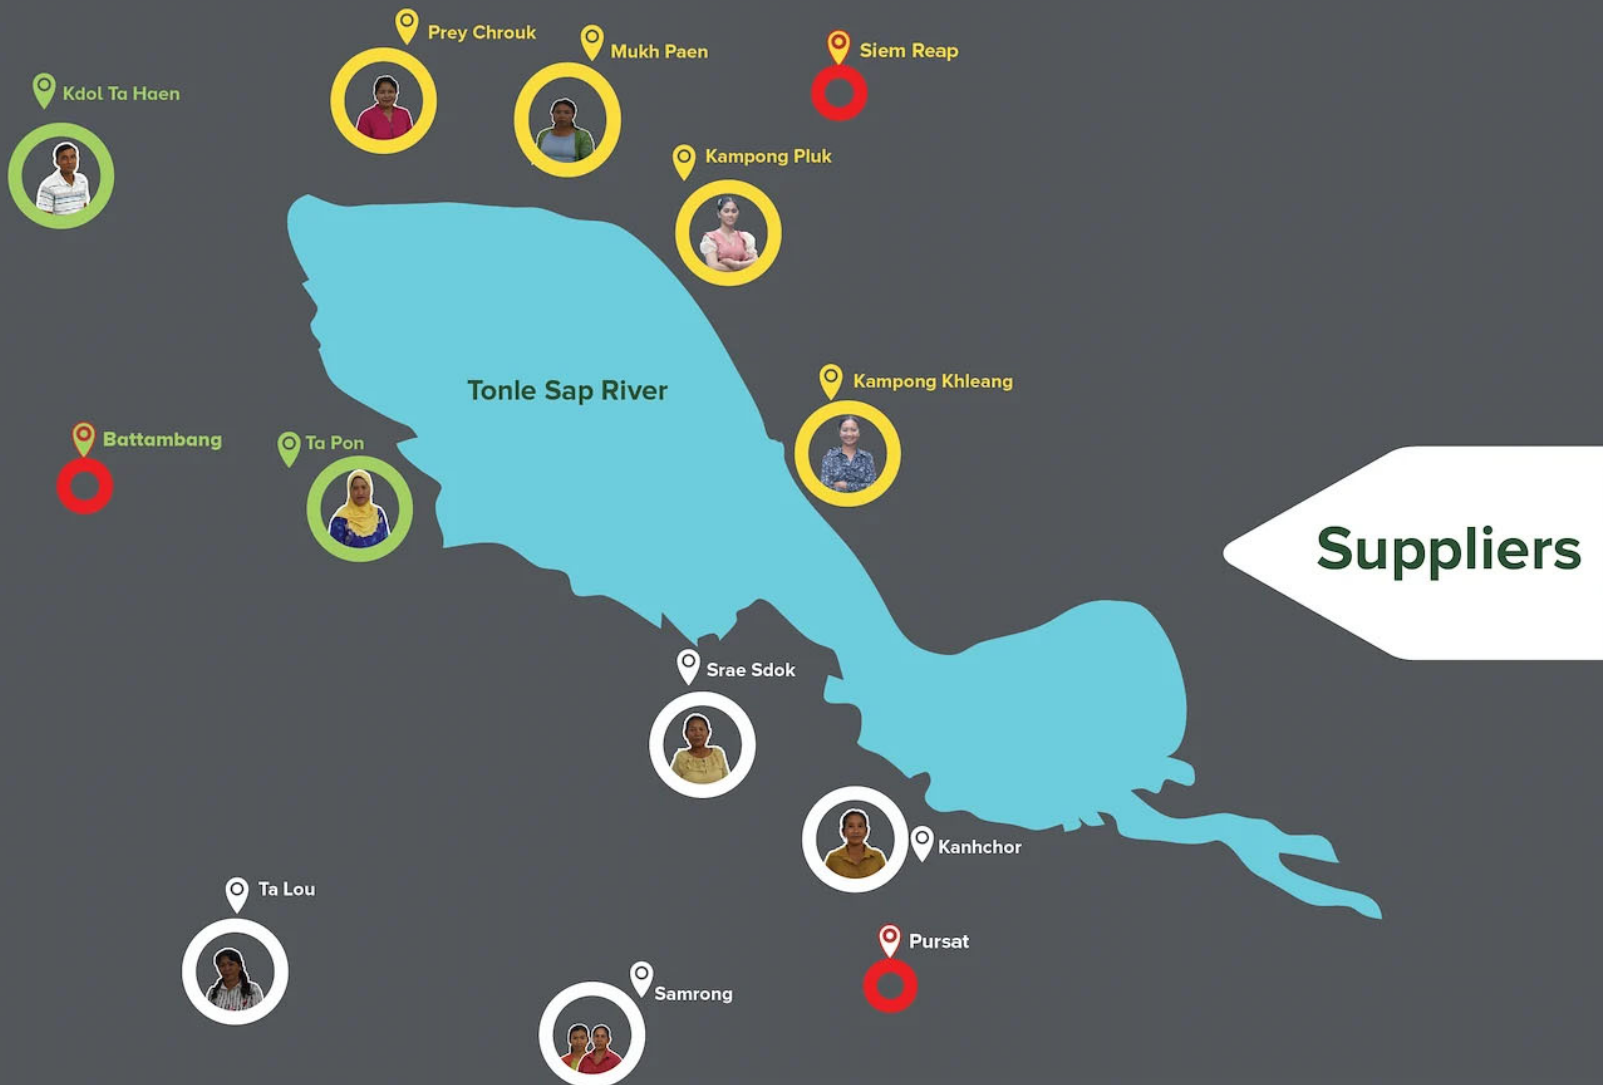 Prey Chrouk
Mukh Paen
Siem Reap
Kdol Ta Haen
Kampong Pluk
Tonle Sap River
Kampong Khleang
Battambang
Ta Pon
Suppliers
Srae Sdok
Kanhchor
Ta Lou
Pursat
Samrong